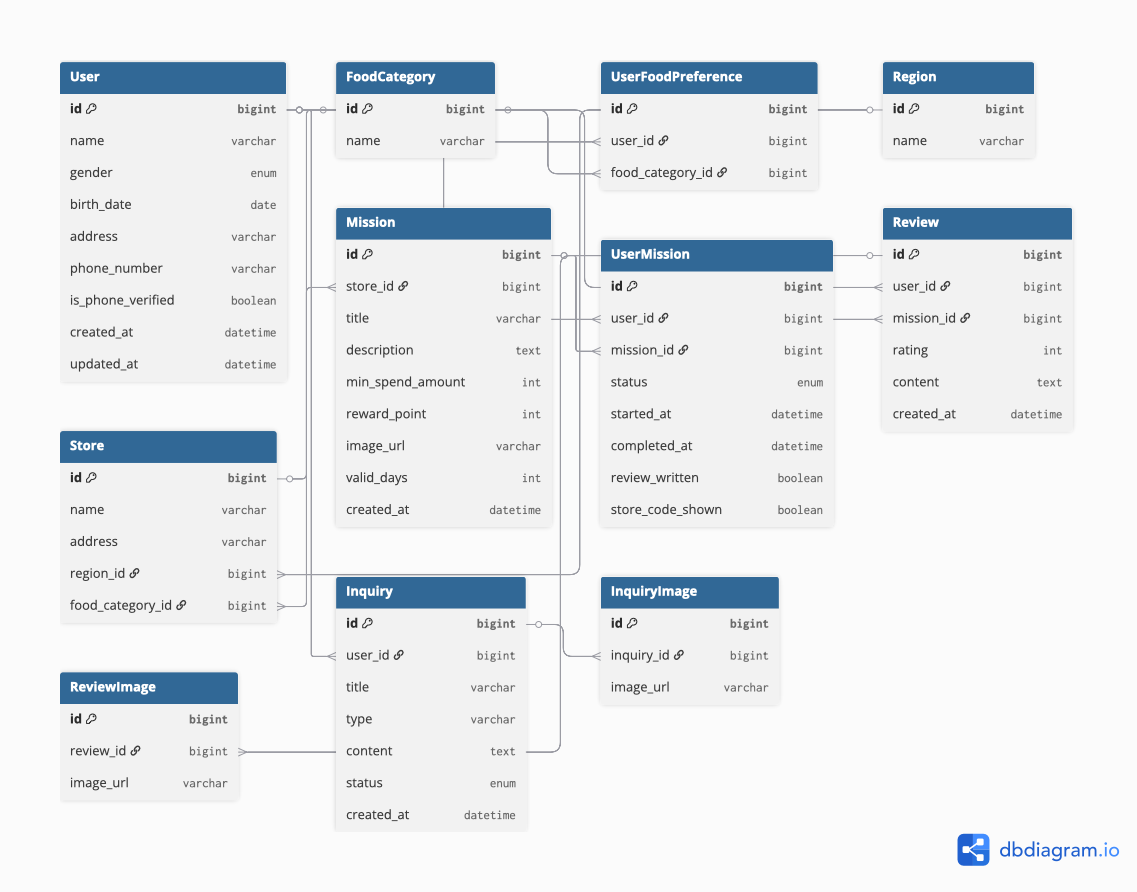 User
id bigint
name varchar
gender enum
birth_date date
address varchar
phone_number varchar
is_phone_verified boolean
created_at datetime
updated_at datetime
FoodCategory
id bigint
name varchar
UserFoodPreference
id bigint
user_id bigint
food_category_id bigint
Region
id bigint
name varchar
Mission
id bigint
store_id bigint
title varchar
description text
min_spend_amount int
reward_point int
image_url varchar
valid_days int
created_at datetime
UserMission
id bigint
user_id bigint
mission_id bigint
status enum
started_at datetime
completed_at datetime
review_written boolean
store_code_shown boolean
Review
id bigint
user_id bigint
mission_id bigint
rating int
content text
created_at datetime
Store
id bigint
name varchar
address varchar
region_id bigint
food_category_id bigint
Inquiry
id bigint
user_id bigint
title varchar
type varchar
content text
status enum
created_at datetime
InquiryImage
id bigint
inquiry_id bigint
image_url varchar
ReviewImage
id bigint
review_id bigint
image_url varchar
dbdiagram.io